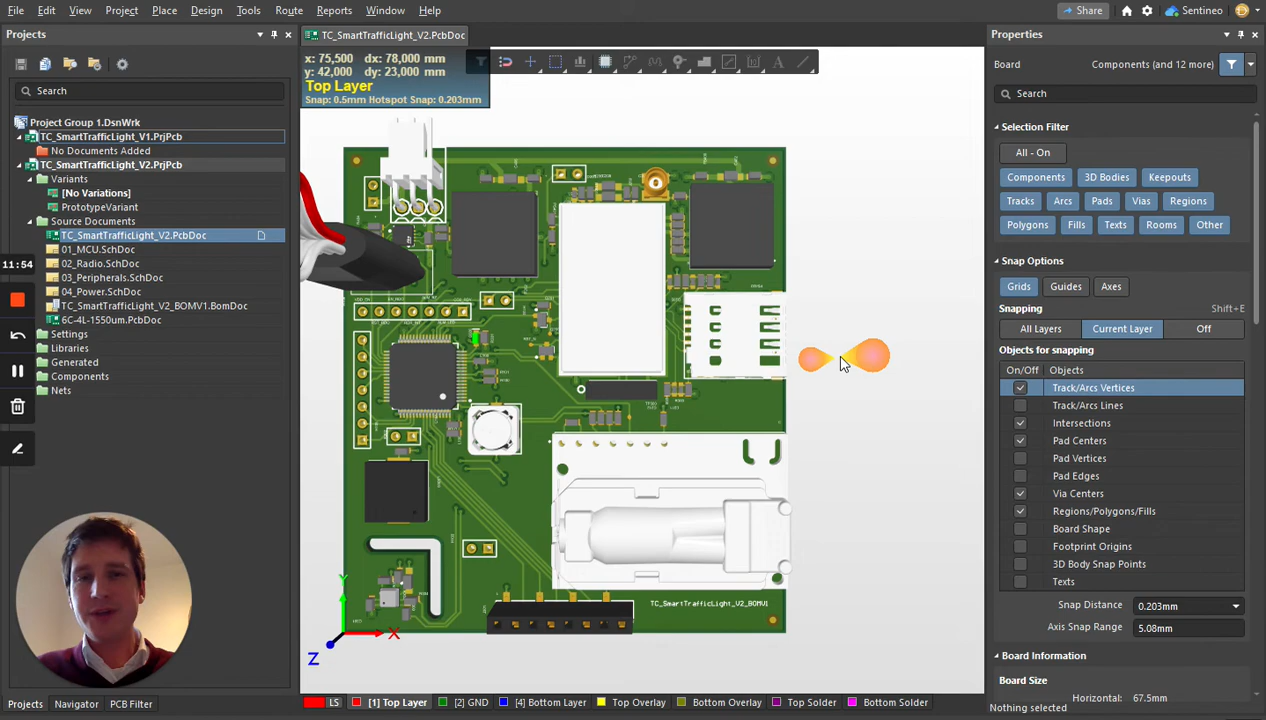 File Edit View Project Place Design Tools Route Reports Window Help
Share
Sentineo
Projects
Search
Project Group 1.DsnWrk
TC_SmartTrafficLight_V1.PrjPcb
No Documents Added
TC_SmartTrafficLight_V2.PrjPcb
Variants
[No Variations]
PrototypeVariant
Source Documents
TC_SmartTrafficLight_V2.PcbDoc
01_MCU.SchDoc
02_Radio.SchDoc
03_Peripherals.SchDoc
04_Power.SchDoc
TC_SmartTrafficLight_V2_BOMV1.BomDoc
6C-4L-1550um.PcbDoc
Settings
Libraries
Generated
Components
Nets
11:54
Projects Navigator PCB Filter
TC_SmartTrafficLight_V2.PcbDoc
x: 75,500 dx: 78,000 mm
y: 42,000 dy: 23,000 mm
Top Layer
Snap: 0.5mm Hotspot Snap: 0.203mm
TC_SmartTrafficLight_V2_BOMV1
Y
X
Z
LS [1] Top Layer [2] GND [4] Bottom Layer Top Overlay Bottom Overlay Top Solder Bottom Solder
Properties
Board Components (and 12 more)
Search
Selection Filter
All - On
Components 3D Bodies Keepouts
Tracks Arcs Pads Vias Regions
Polygons Fills Texts Rooms Other
Snap Options
Grids Guides Axes
Snapping Shift+E
All Layers Current Layer Off
Objects for snapping
On/Off Objects
Track/Arcs Vertices
Track/Arcs Lines
Intersections
Pad Centers
Pad Vertices
Pad Edges
Via Centers
Regions/Polygons/Fills
Board Shape
Footprint Origins
3D Body Snap Points
Texts
Snap Distance 0.203mm
Axis Snap Range 5.08mm
Board Information
Board Size
Horizontal: 67.5mm
Nothing selected